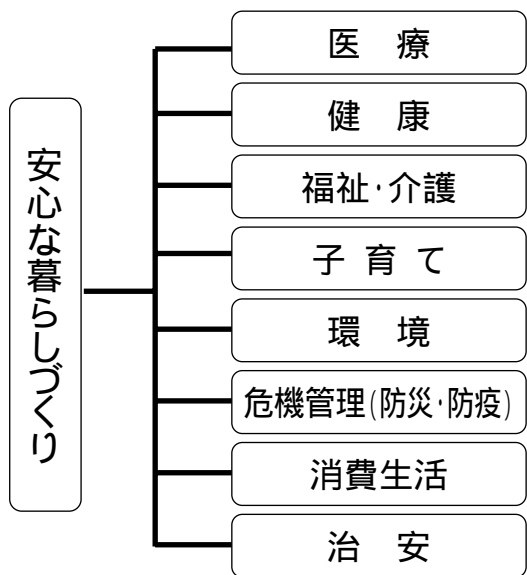 安心な暮らしづくり
医　療
健　康
福祉・介護
子 育 て
環　境
危機管理(防災・防疫)
消費生活
治　安